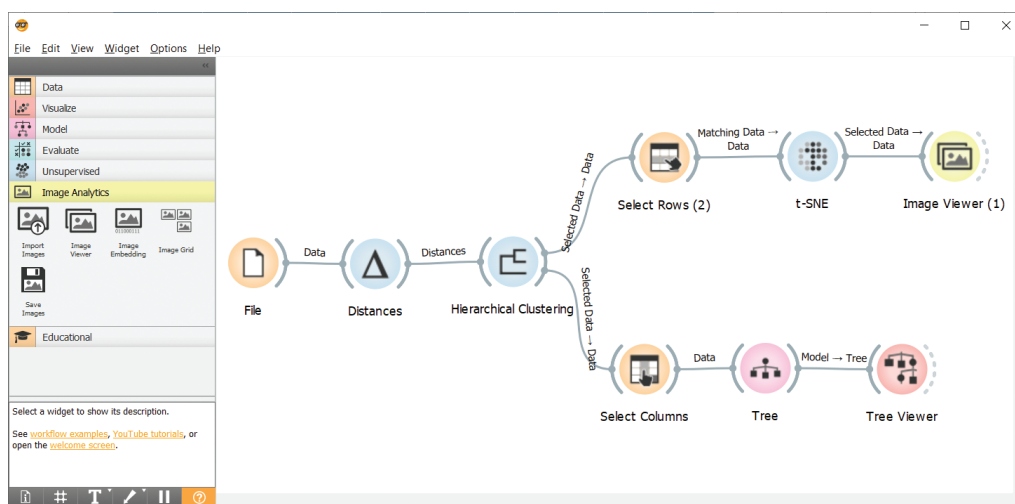 File Edit View Widget Options Help
Data
Visualize
Model
Evaluate
Unsupervised
Image Analytics
Import
Images
Image
Viewer
Image
Embedding
Image Grid
Save
Images
Educational
Select a widget to show its description.
See workflow examples, YouTube tutorials, or
open the welcome screen.
File
Data
Distances
Distances
Hierarchical Clustering
Selected Data → Data
Select Rows (2)
Matching Data →
Data
t-SNE
Selected Data →
Data
Image Viewer (1)
Selected Data → Data
Select Columns
Data
Tree
Model → Tree
Tree Viewer